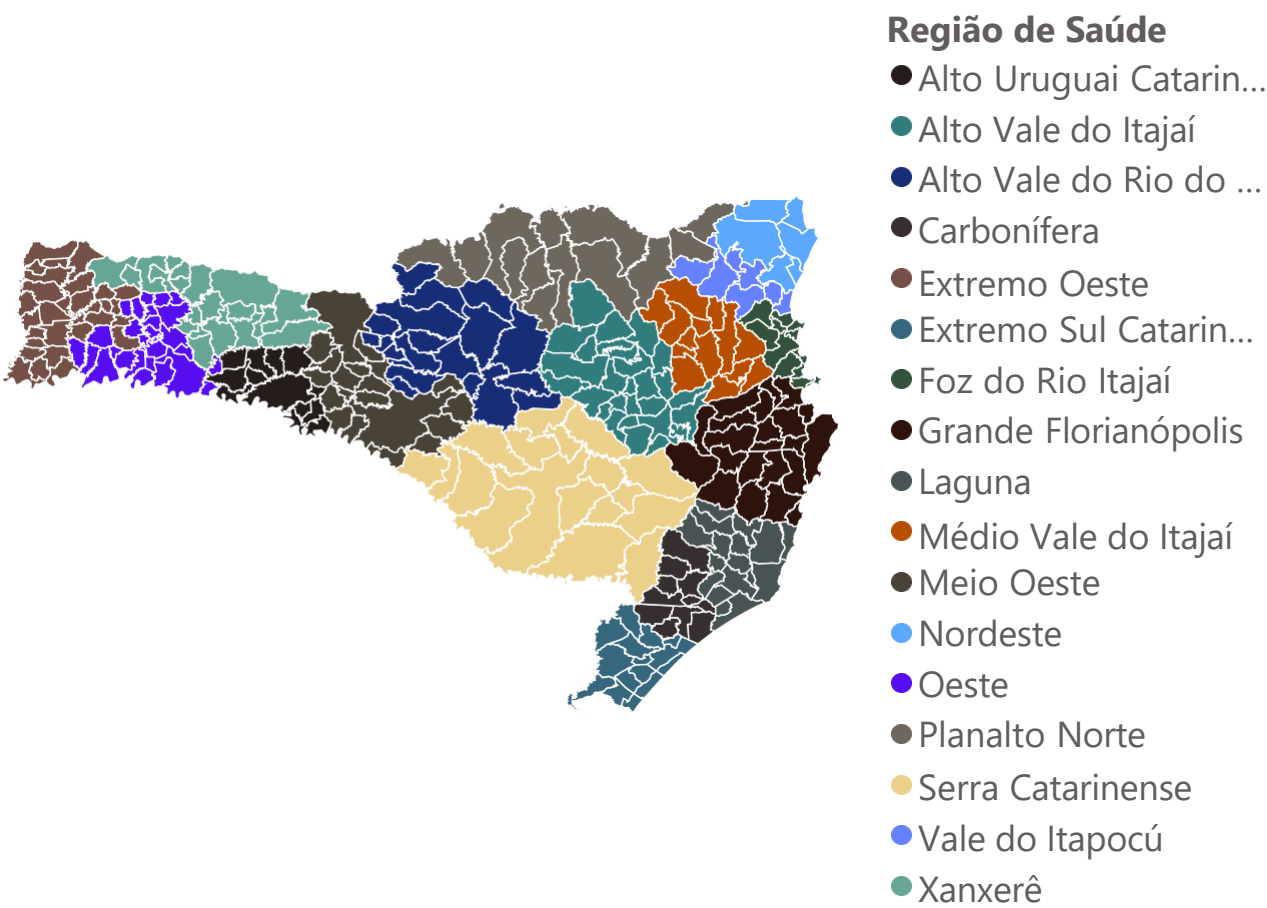 Região de Saúde
Alto Uruguai Catarin...
Alto Vale do Itajaí
Alto Vale do Rio do ...
Carbonífera
Extremo Oeste
Extremo Sul Catarin...
Foz do Rio Itajaí
Grande Florianópolis
Laguna
Médio Vale do Itajaí
Meio Oeste
Nordeste
Oeste
Planalto Norte
Serra Catarinense
Vale do Itapocú
Xanxerê